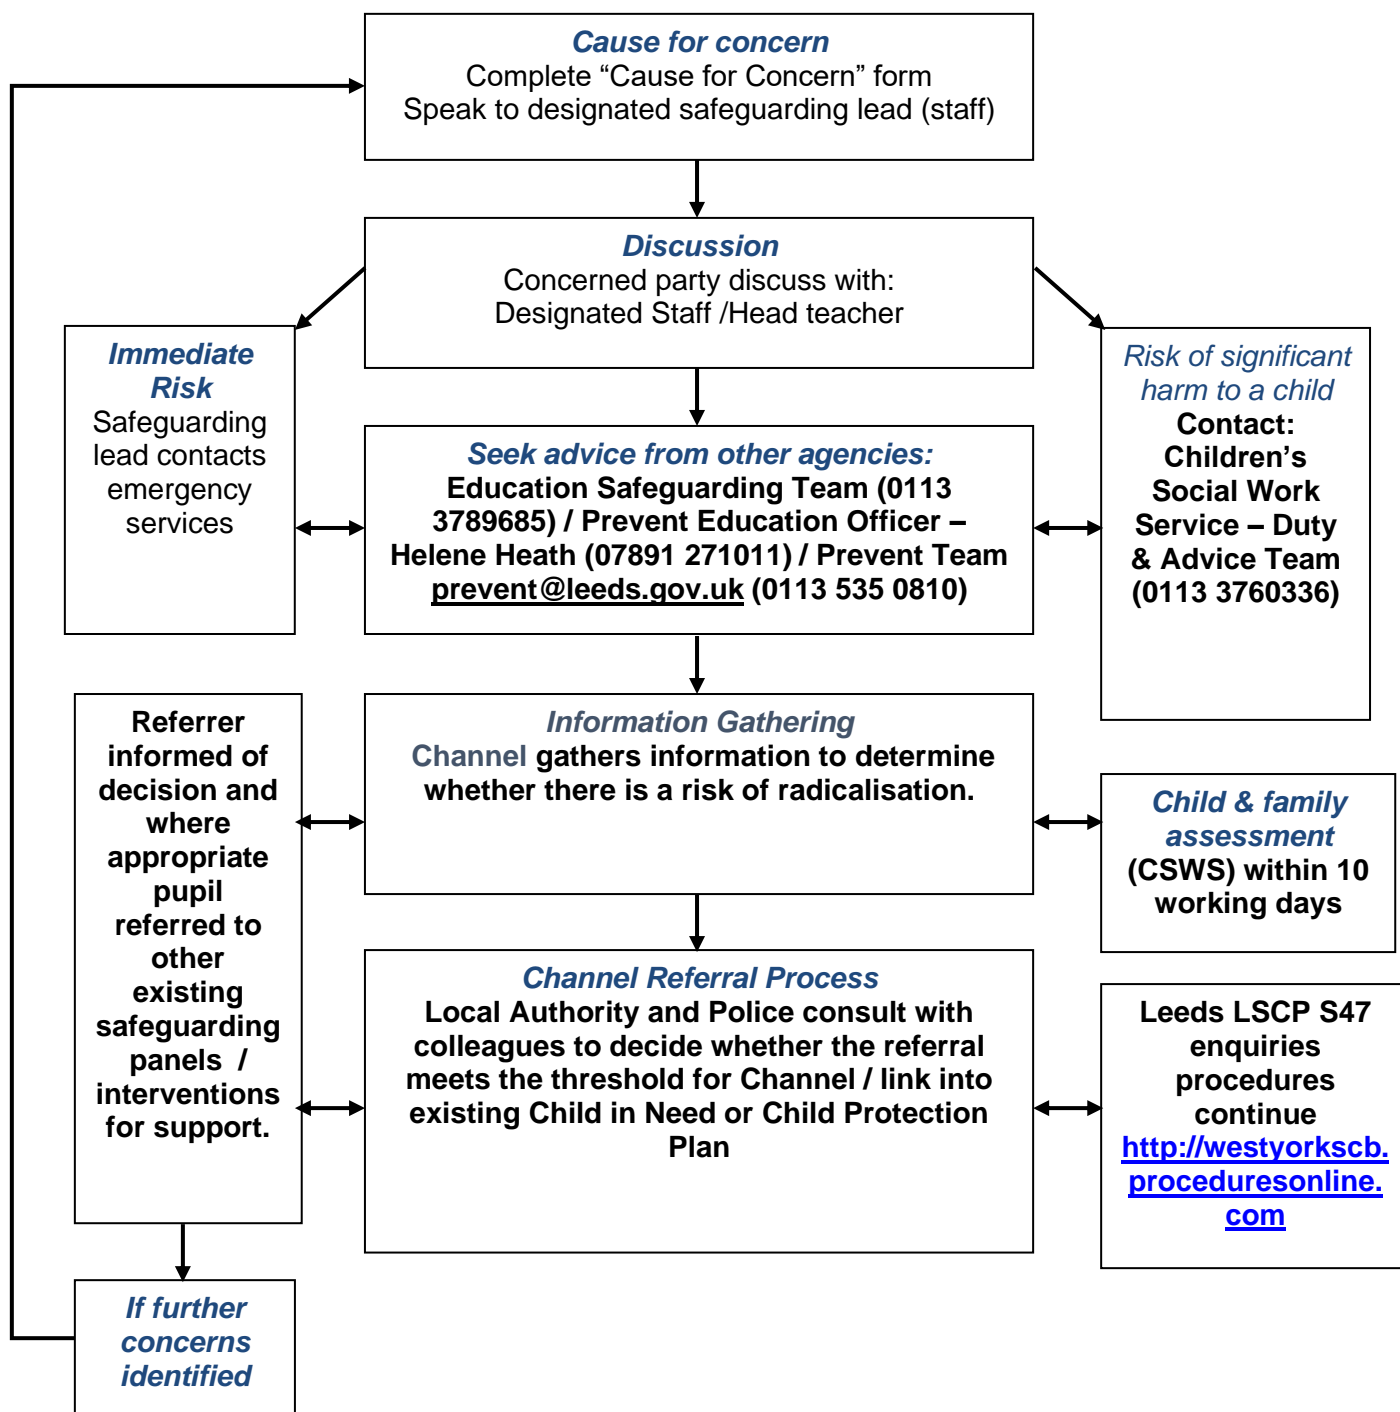 Cause for concern
Complete “Cause for Concern” form
Speak to designated safeguarding lead (staff)
Discussion
Concerned party discuss with:
Designated Staff /Head teacher
Immediate
Risk
Safeguarding
lead contacts
emergency
services
Seek advice from other agencies:
Education Safeguarding Team (0113
3789685) / Prevent Education Officer –
Helene Heath (07891 271011) / Prevent Team
prevent@leeds.gov.uk (0113 535 0810)
Risk of significant
harm to a child
Contact:
Children’s
Social Work
Service – Duty
& Advice Team
(0113 3760336)
Referrer
informed of
decision and
where
appropriate
pupil
referred to
other
existing
safeguarding
panels /
interventions
for support.
Information Gathering
Channel gathers information to determine
whether there is a risk of radicalisation.
Child & family
assessment
(CSWS) within 10
working days
Channel Referral Process
Local Authority and Police consult with
colleagues to decide whether the referral
meets the threshold for Channel / link into
existing Child in Need or Child Protection
Plan
Leeds LSCP S47
enquiries
procedures
continue
http://westyorkscb.
proceduresonline.
com
If further
concerns
identified